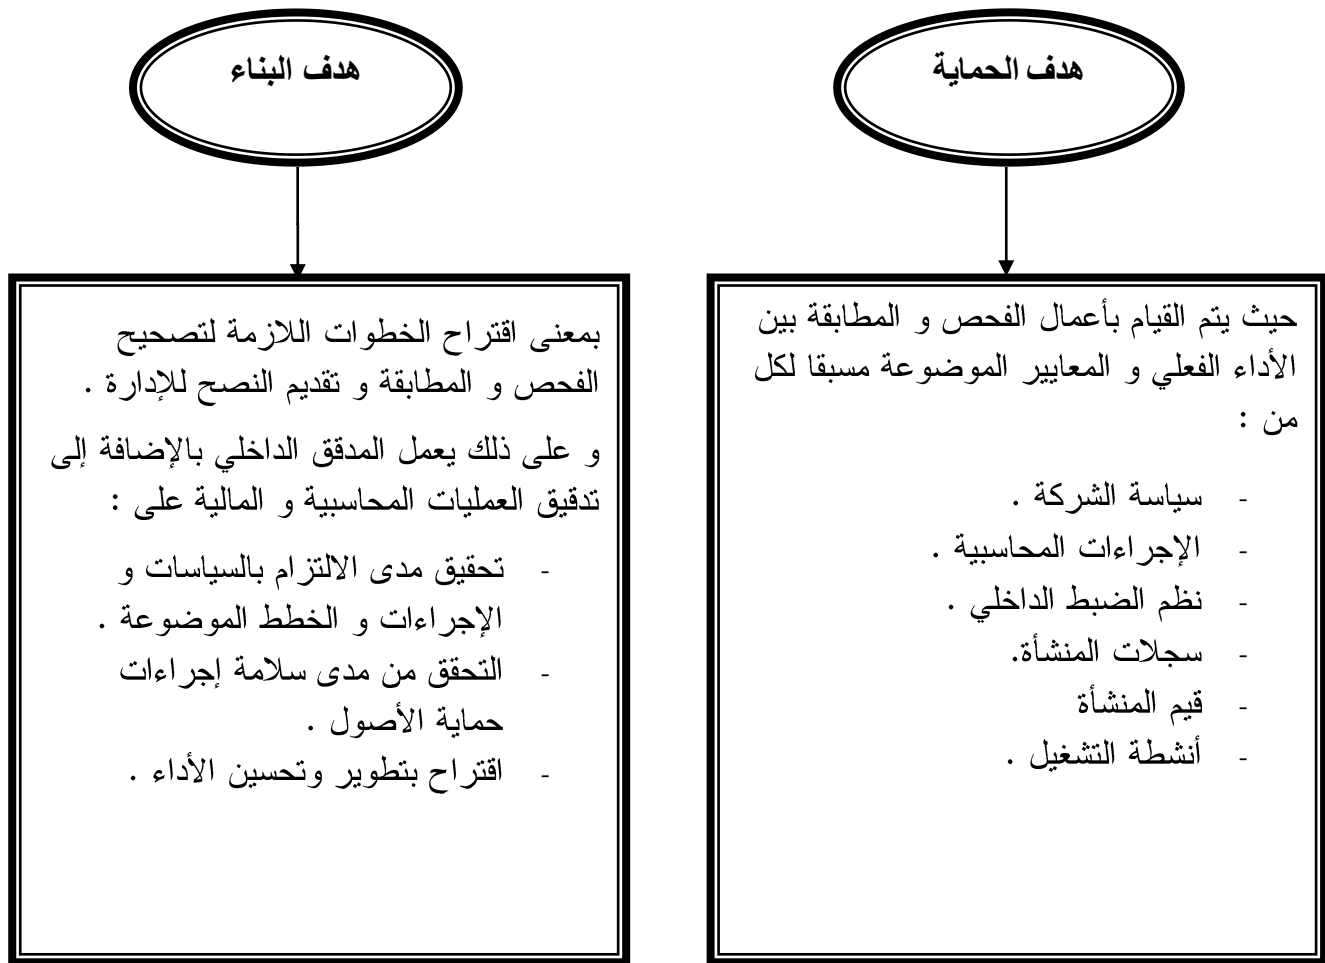 هدف الحماية
حيث يتم القيام بأعمال الفحص و المطابقة بين
الأداء الفعلي و المعايير الموضوعة مسبقا لكل
من :
- سياسة الشركة .
- الإجراءات المحاسبية .
- نظم الضبط الداخلي .
- سجلات المنشأة.
- قيم المنشأة
- أنشطة التشغيل .
هدف البناء
بمعنى اقتراح الخطوات اللازمة لتصحيح
الفحص و المطابقة و تقديم النصح للإدارة .
و على ذلك يعمل المدقق الداخلي بالإضافة إلى
تدقيق العمليات المحاسبية و المالية على :
- تحقيق مدى الالتزام بالسياسات و
الإجراءات و الخطط الموضوعة .
- التحقق من مدى سلامة إجراءات
حماية الأصول .
- اقتراح بتطوير وتحسين الأداء .